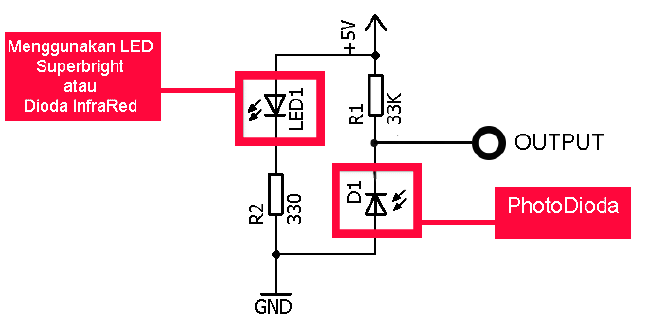 Menggunakan LED
Superbright
atau
Dioda InfraRed
+5V
LED1
R1
33K
OUTPUT
D1
R2
330
PhotoDioda
GND